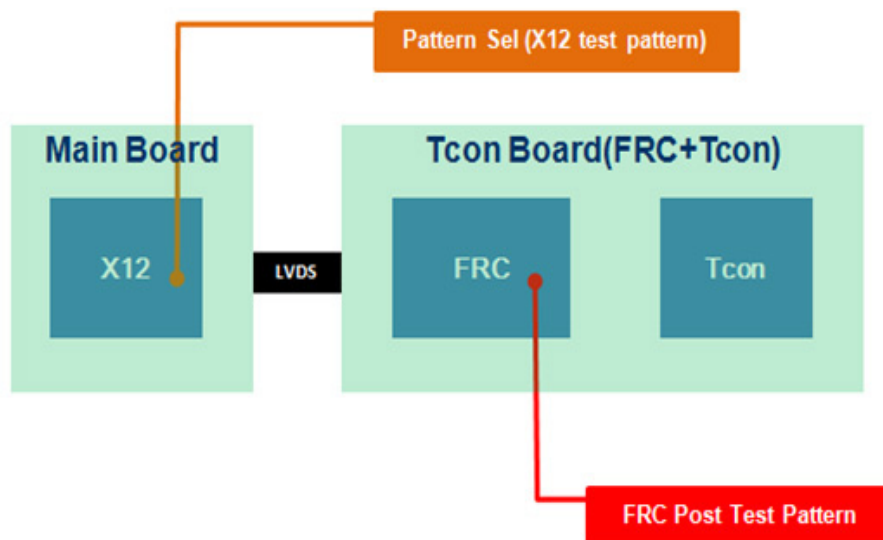 Pattern Sel (X12 test pattern)
Main Board
Tcon Board(FRC+Tcon)
X12
LVDS
FRC
Tcon
FRC Post Test Pattern